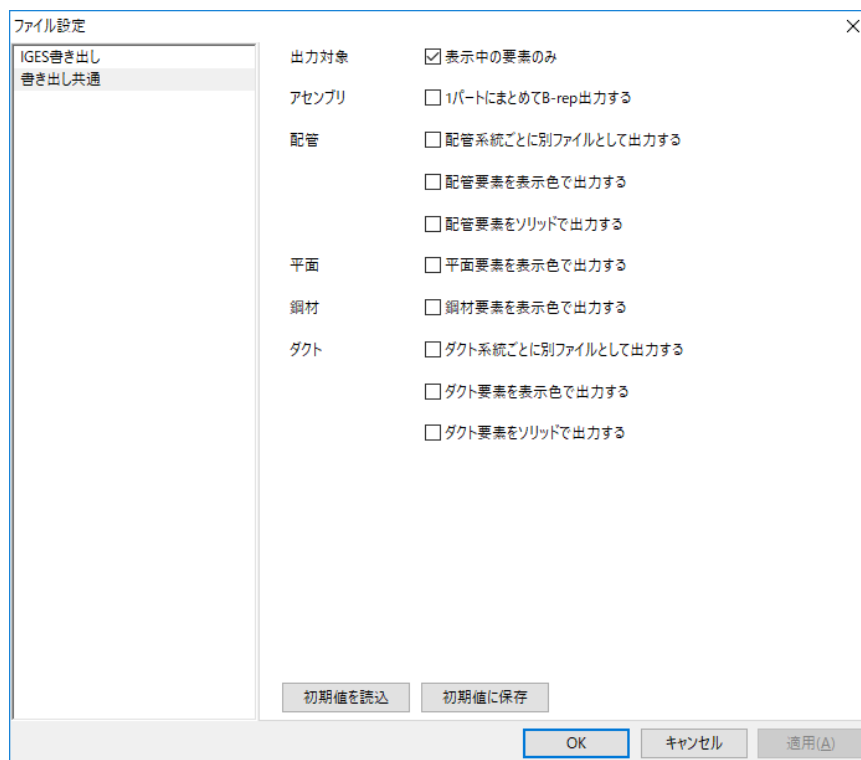 ファイル設定
IGES書き出し
書き出し共通
出力対象 表示中の要素のみ
アセンブリ 1パートにまとめてB-rep出力する
配管 配管系統ごとに別ファイルとして出力する
配管要素を表示色で出力する
配管要素をソリッドで出力する
平面 平面要素を表示色で出力する
鋼材 鋼材要素を表示色で出力する
ダクト ダクト系統ごとに別ファイルとして出力する
ダクト要素を表示色で出力する
ダクト要素をソリッドで出力する
初期値を読込 初期値に保存
OK キャンセル 適用(A)